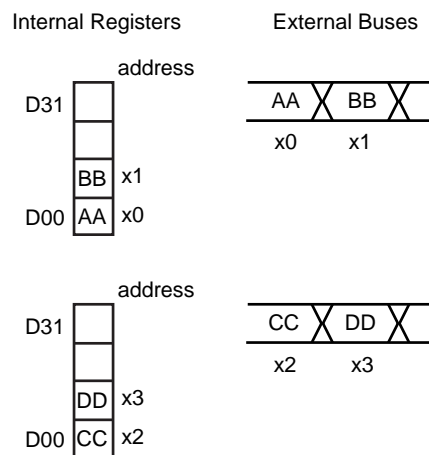 Internal Registers External Buses
address
D31 AA BB
x0 x1
BB x1
D00 AA x0
address
D31 CC DD
x2 x3
DD x3
D00 CC x2